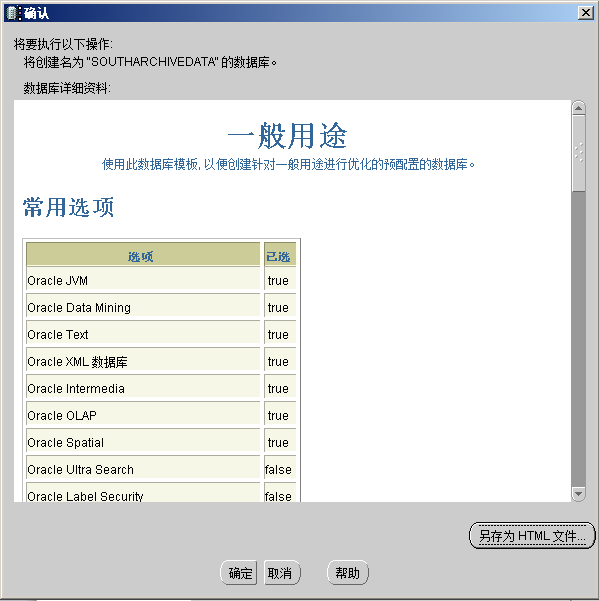 确认
将要执行以下操作:
将创建名为 "SOUTHARCHIVEDATA" 的数据库。
数据库详细资料:
一般用途
使用此数据库模板, 以便创建针对一般用途进行优化的预配置的数据库。
常用选项
选项 已选
Oracle JVM true
Oracle Data Mining true
Oracle Text true
Oracle XML 数据库 true
Oracle Intermedia true
Oracle OLAP true
Oracle Spatial true
Oracle Ultra Search false
Oracle Label Security false
另存为 HTML 文件...
确定 取消 帮助